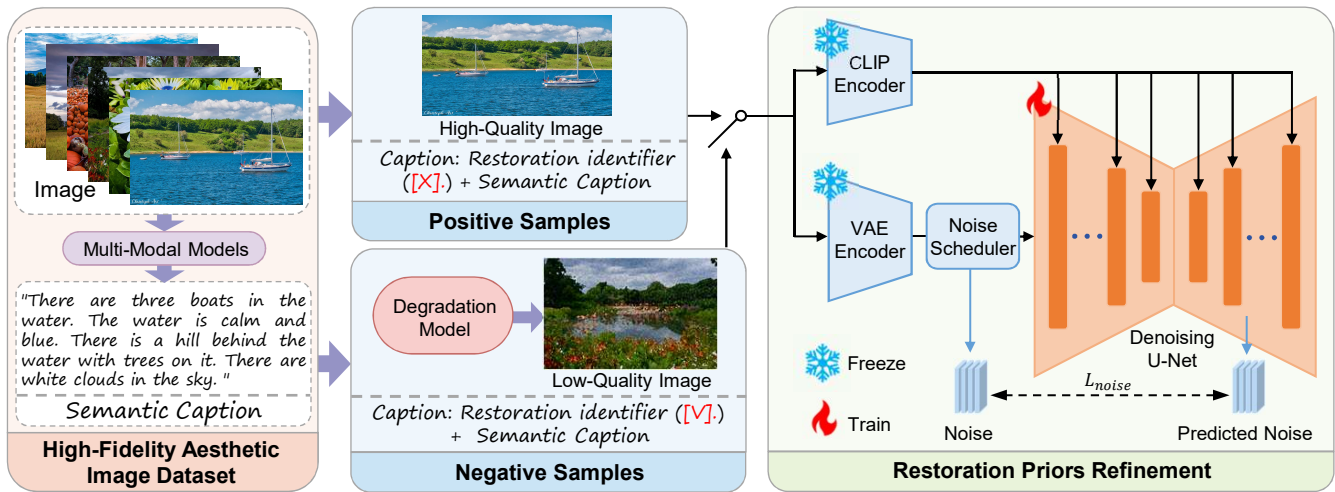 Image
Multi-Modal Models
"There are three boats in the
water. The water is calm and
blue. There is a hill behind the
water with trees on it. There are
white clouds in the sky. "
Semantic Caption
High-Fidelity Aesthetic
Image Dataset
High-Quality Image
Caption: Restoration identifier
([X].) + Semantic Caption
Positive Samples
Degradation
Model
Low-Quality Image
Caption: Restoration identifier ([V].)
+ Semantic Caption
Negative Samples
CLIP
Encoder
VAE
Encoder
Noise
Scheduler
Denoising
U-Net
Freeze
Train
Noise
L_noise
Predicted Noise
Restoration Priors Refinement